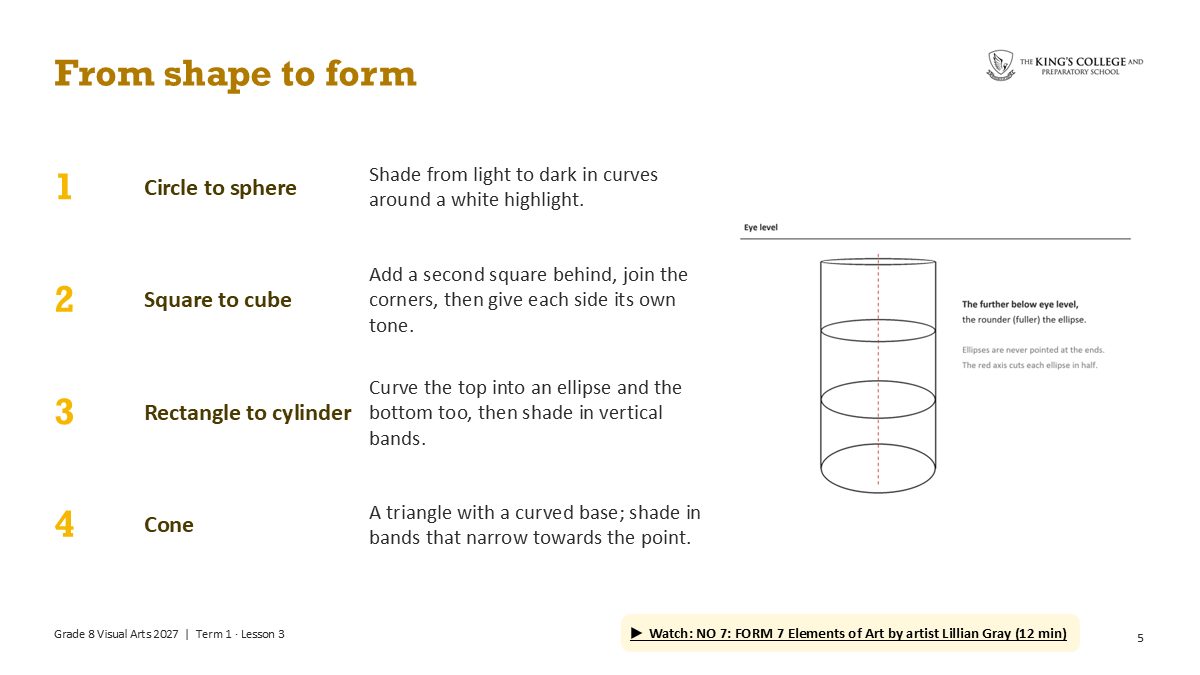 From shape to form
THE KING'S COLLEGE AND
PREPARATORY SCHOOL
1
Circle to sphere
Shade from light to dark in curves
around a white highlight.
2
Square to cube
Add a second square behind, join the
corners, then give each side its own
tone.
3
Rectangle to cylinder
Curve the top into an ellipse and the
bottom too, then shade in vertical
bands.
4
Cone
A triangle with a curved base; shade in
bands that narrow towards the point.
Eye level
The further below eye level,
the rounder (fuller) the ellipse.
Ellipses are never pointed at the ends.
The red axis cuts each ellipse in half.
Grade 8 Visual Arts 2027 | Term 1 · Lesson 3
▶ Watch: NO 7: FORM 7 Elements of Art by artist Lillian Gray (12 min)
5